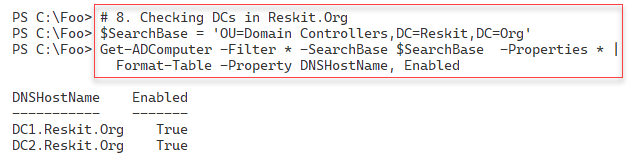 PS C:\Foo> # 8. Checking DCs in Reskit.Org
PS C:\Foo> $SearchBase = 'OU=Domain Controllers,DC=Reskit,DC=Org'
PS C:\Foo> Get-ADComputer -Filter * -SearchBase $SearchBase  -Properties * |
             Format-Table -Property DNSHostName, Enabled
DNSHostName    Enabled
-----------    -------
DC1.Reskit.Org    True
DC2.Reskit.Org    True